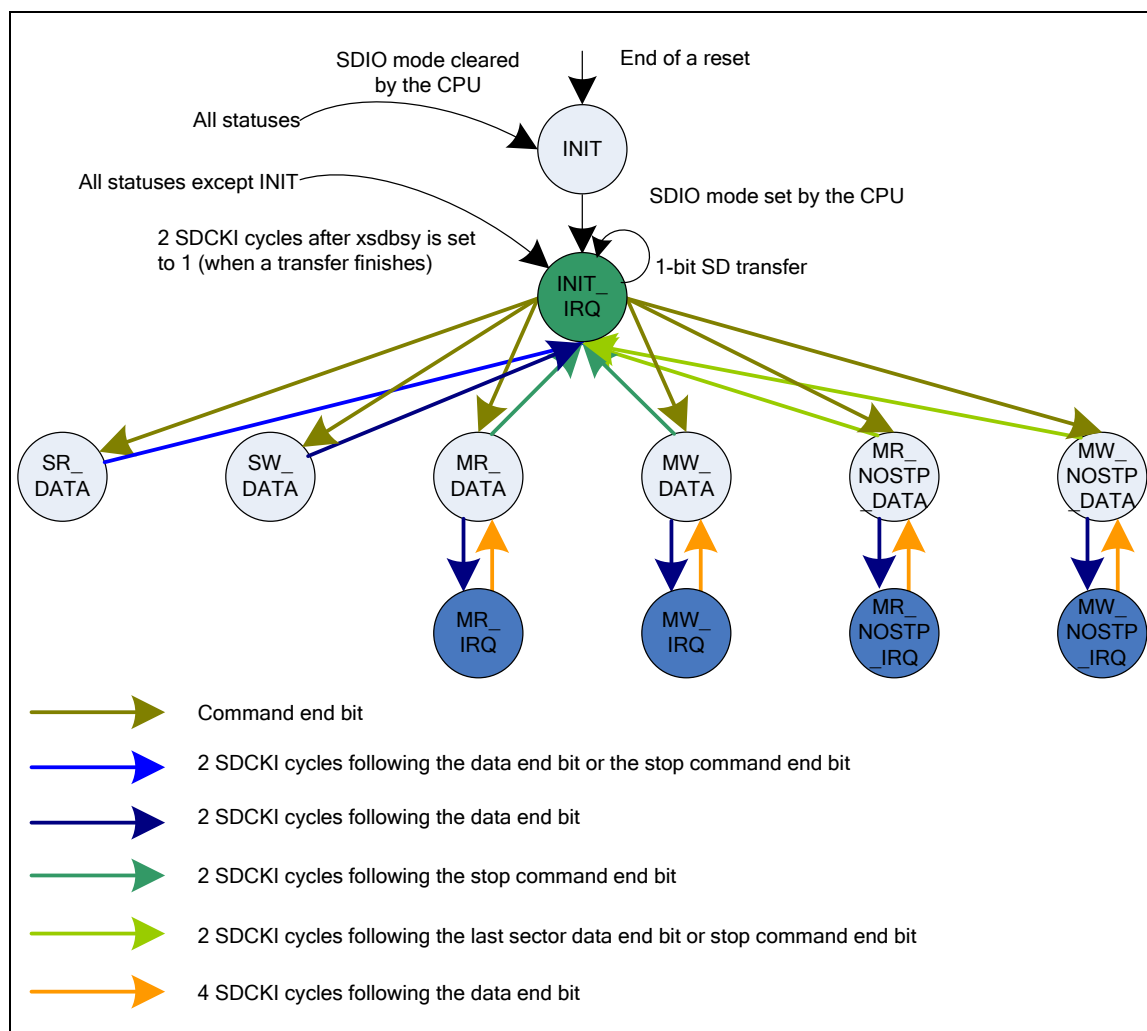 SDIO mode cleared
by the CPU
End of a reset
All statuses
INIT
All statuses except INIT
SDIO mode set by the CPU
2 SDCKI cycles after xsdbsy is set
to 1 (when a transfer finishes)
1-bit SD transfer
INIT_
IRQ
SR_
DATA
SW_
DATA
MR_
DATA
MW_
DATA
MR_
NOSTP
_DATA
MW_
NOSTP
_DATA
MR_
IRQ
MW_
IRQ
MR_
NOSTP
_IRQ
MW_
NOSTP
_IRQ
Command end bit
2 SDCKI cycles following the data end bit or the stop command end bit
2 SDCKI cycles following the data end bit
2 SDCKI cycles following the stop command end bit
2 SDCKI cycles following the last sector data end bit or stop command end bit
4 SDCKI cycles following the data end bit